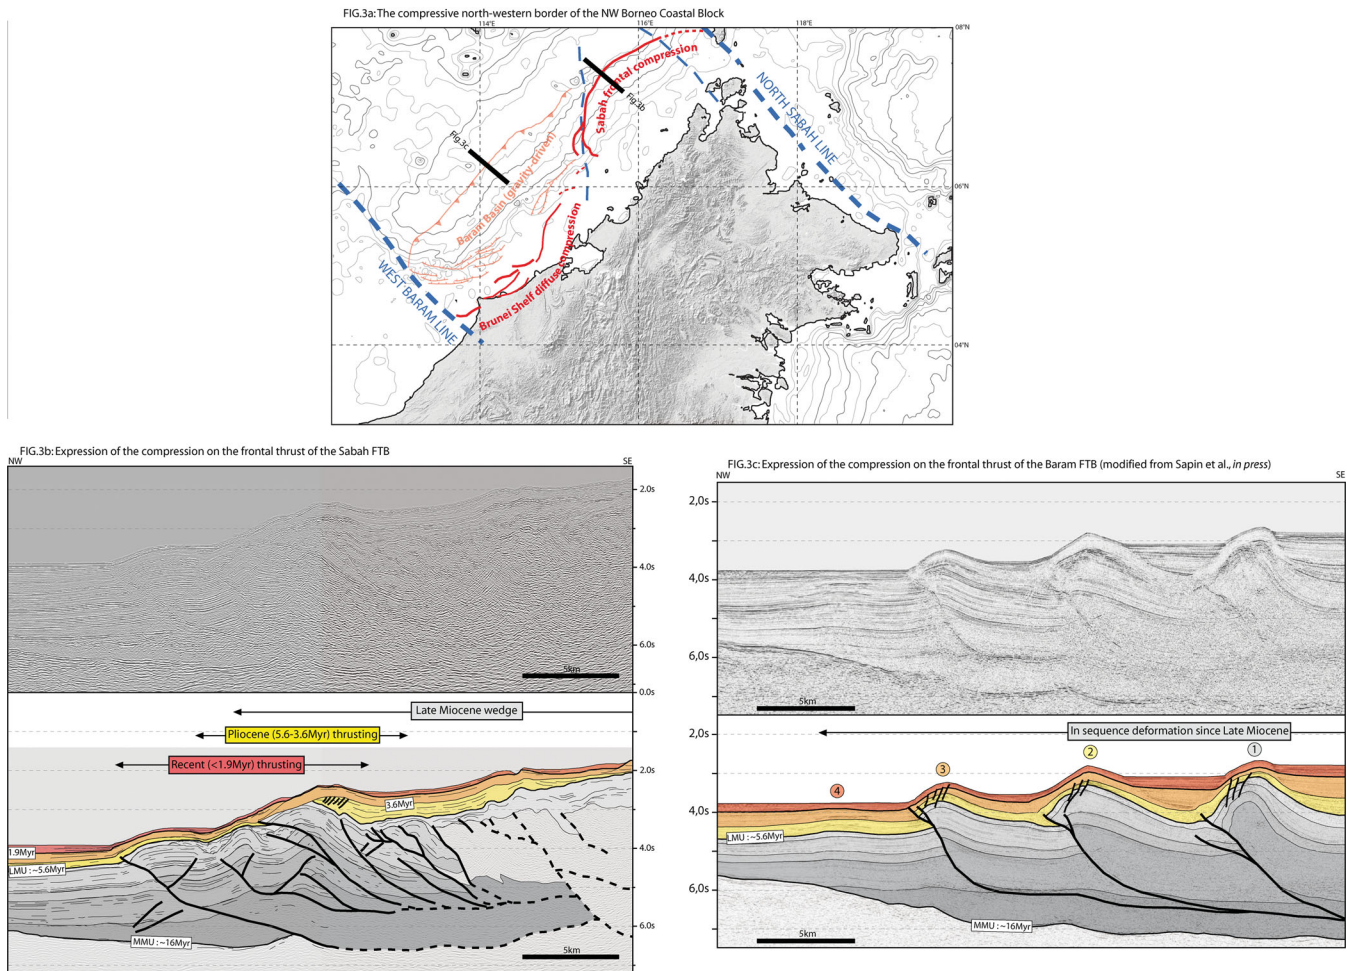 FIG.3a: The compressive north-western border of the NW Borneo Coastal Block
114°E
116°E
118°E
08°N
06°N
04°N
Sabah frontal compression
Fig.3b
NORTH SABAH LINE
Fig.3c
Baram Basin (gravity-driven)
WEST BARAM LINE
Brunei Shelf diffuse compression
FIG.3b: Expression of the compression on the frontal thrust of the Sabah FTB
NW
SE
2.0s
4.0s
6.0s
5km
0.0s
Late Miocene wedge
Pliocene (5.6-3.6Myr) thrusting
Recent (<1.9Myr) thrusting
2.0s
3.6Myr
1.9Myr
4.0s
LMU : ~5.6Myr
6.0s
MMU : ~16Myr
5km
FIG.3c: Expression of the compression on the frontal thrust of the Baram FTB (modified from Sapin et al., in press)
NW
SE
2,0s
4,0s
6,0s
5km
2,0s
In sequence deformation since Late Miocene
1
2
3
4
4,0s
LMU : ~5.6Myr
6,0s
MMU : ~16Myr
5km